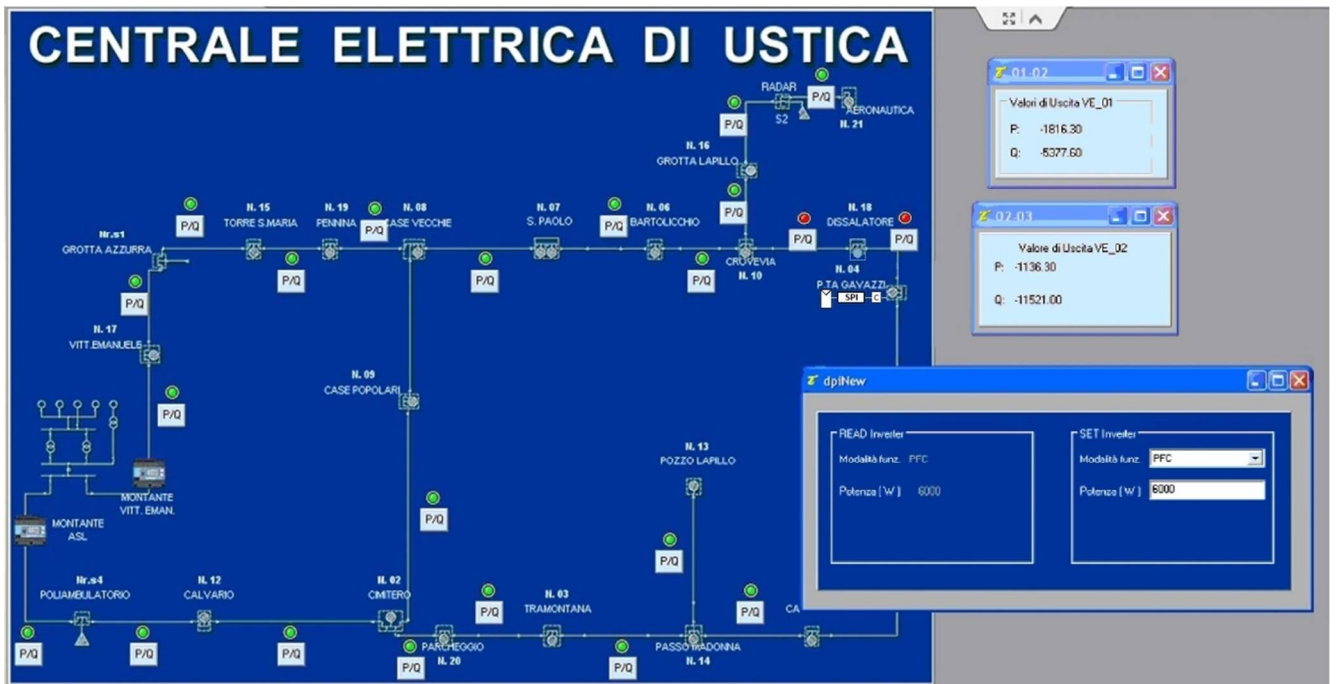 CENTRALE ELETTRICA DI USTICA
RADAR
P/Q
AERONAUTICA
P/Q
S2
N. 21
N. 16
GROTTA LAPILLO
N. 15
N. 19
N. 08
N. 07
N. 06
P/Q
N. 18
P/Q
TORRE S.MARIA
PENNINA
P/Q
CASE VECCHIE
S. PAOLO
P/Q
BARTOLICCHIO
DISSALATORE
Nr.s1
P/Q
P/Q
GROTTA AZZURRA
CROVEVIA
N. 10
P/Q
P/Q
P/Q
N. 04
P.TA GAVAZZI
SPI
C
P/Q
N. 17
VITT.EMANUELE
N. 09
CASE POPOLARI
P/Q
N. 13
POZZO LAPILLO
MONTANTE
VITT. EMAN.
MONTANTE
ASL
P/Q
P/Q
Nr.s4
POLIAMBULATORIO
N. 12
CALVARIO
N. 02
CIMITERO
P/Q
N. 03
TRAMONTANA
P/Q
CA
P/Q
P/Q
P/Q
P/Q
PARCHEGGIO
N. 20
P/Q
PASSO MADONNA
N. 14
01-02
Valori di Uscita VE_01
P: -1816.30
Q: -5377.60
02-03
Valore di Uscita VE_02
P: -1136.30
Q: -11521.00
dpiNew
READ Inverter
Modalità funz. PFC
Potenza [ W ] 6000
SET Inverter
Modalità funz. PFC
Potenza [ W ] 6000